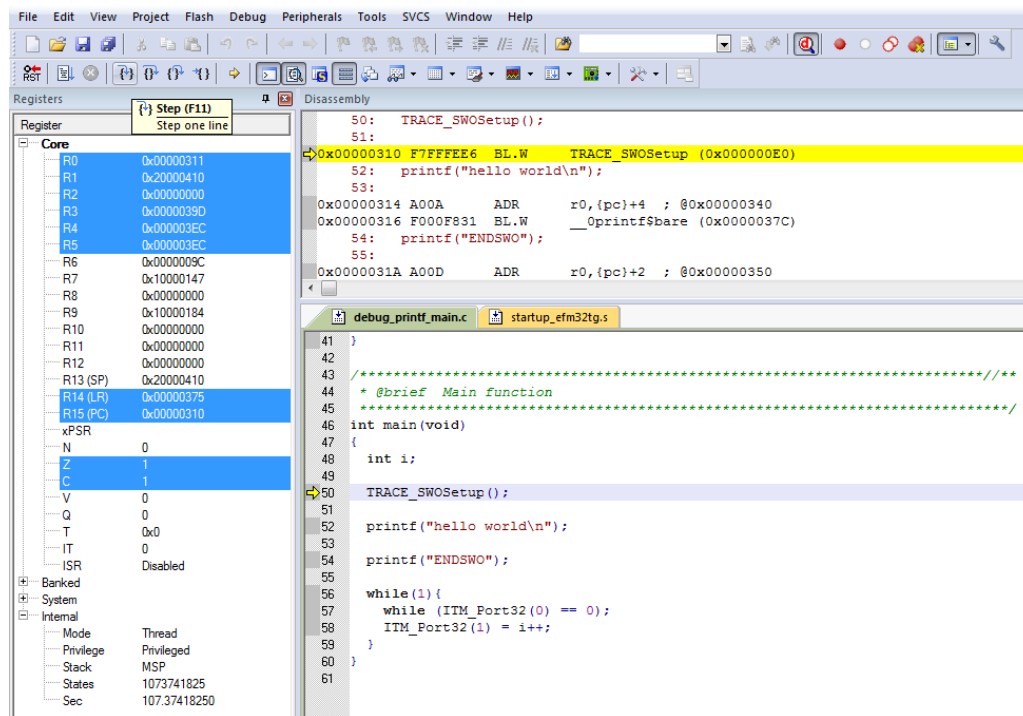 File Edit View Project Flash Debug Peripherals Tools SVCS Window Help
RST
Registers
{} Step (F11)
Step one line
Register
Core
R0 0x00000311
R1 0x20000410
R2 0x00000000
R3 0x0000039D
R4 0x000003EC
R5 0x000003EC
R6 0x0000009C
R7 0x10000147
R8 0x00000000
R9 0x10000184
R10 0x00000000
R11 0x00000000
R12 0x00000000
R13 (SP) 0x20000410
R14 (LR) 0x00000375
R15 (PC) 0x00000310
xPSR
N 0
Z 1
C 1
V 0
Q 0
T 0x0
IT 0
ISR Disabled
Banked
System
Internal
Mode Thread
Privilege Privileged
Stack MSP
States 1073741825
Sec 107.37418250
Disassembly
50: TRACE_SWOSetup();
51:
0x00000310 F7FFFEE6 BL.W TRACE_SWOSetup (0x000000E0)
52: printf("hello world\n");
53:
0x00000314 A00A ADR r0,{pc}+4 ; @0x00000340
0x00000316 F000F831 BL.W __0printf$bare (0x0000037C)
54: printf("ENDSWO");
55:
0x0000031A A00D ADR r0,{pc}+2 ; @0x00000350
debug_printf_main.c startup_efm32tg.s
41 }
42
43 /**************************************************************************//**
44 * @brief Main function
45 *****************************************************************************/
46 int main(void)
47 {
48 int i;
49
50 TRACE_SWOSetup();
51
52 printf("hello world\n");
53
54 printf("ENDSWO");
55
56 while(1){
57 while (ITM_Port32(0) == 0);
58 ITM_Port32(1) = i++;
59 }
60 }
61